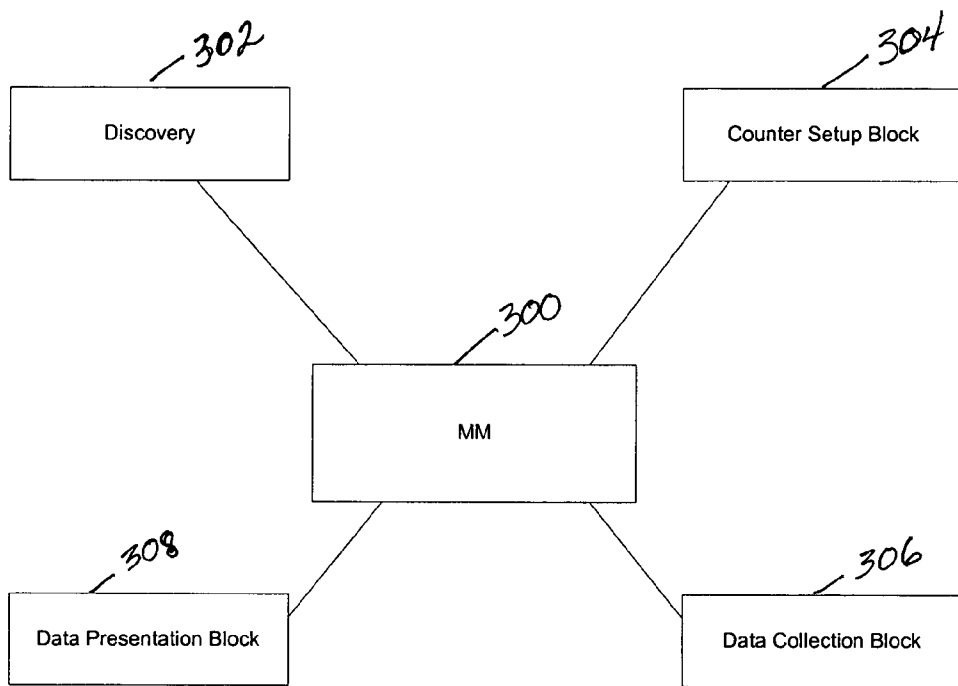 302
304
Discovery
Counter Setup Block
300
MM
308
306
Data Presentation Block
Data Collection Block